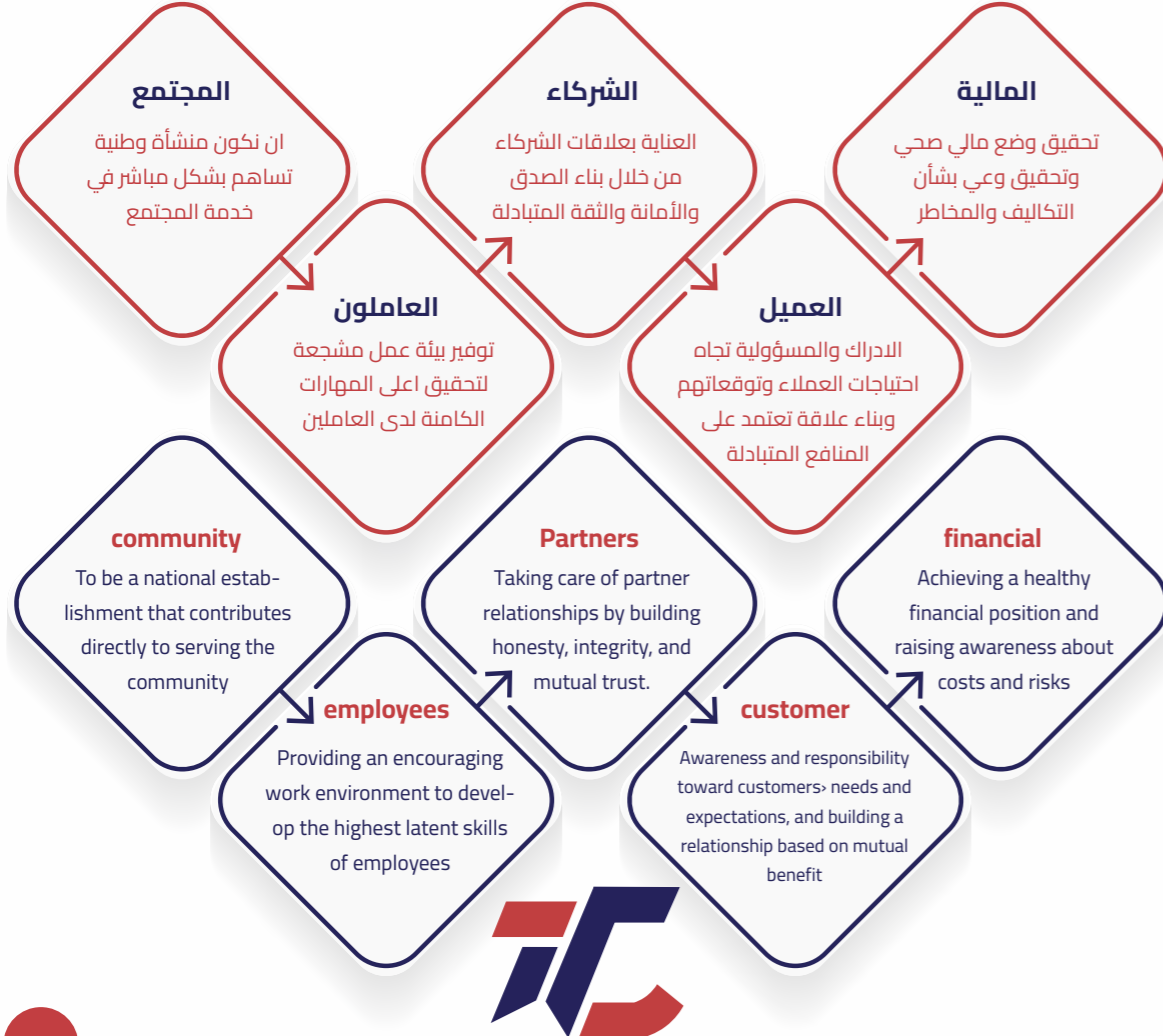 المجتمع
ان نكون منشأة وطنية
تساهم بشكل مباشر في
خدمة المجتمع
العاملون
توفير بيئة عمل مشجعة
لتحقيق اعلى المهارات
الكامنة لدى العاملين
الشركاء
العناية بعلاقات الشركاء
من خلال بناء الصدق
والأمانة والثقة المتبادلة
العميل
الادراك والمسؤولية تجاه
احتياجات العملاء وتوقعاتهم
وبناء علاقة تعتمد على
المنافع المتبادلة
المالية
تحقيق وضع مالي صحي
وتحقيق وعي بشأن
التكاليف والمخاطر
community
To be a national estab-
lishment that contributes
directly to serving the
community
employees
Providing an encouraging
work environment to devel-
op the highest latent skills
of employees
Partners
Taking care of partner
relationships by building
honesty, integrity, and
mutual trust.
customer
Awareness and responsibility
toward customers› needs and
expectations, and building a
relationship based on mutual
benefit
financial
Achieving a healthy
financial position and
raising awareness about
costs and risks